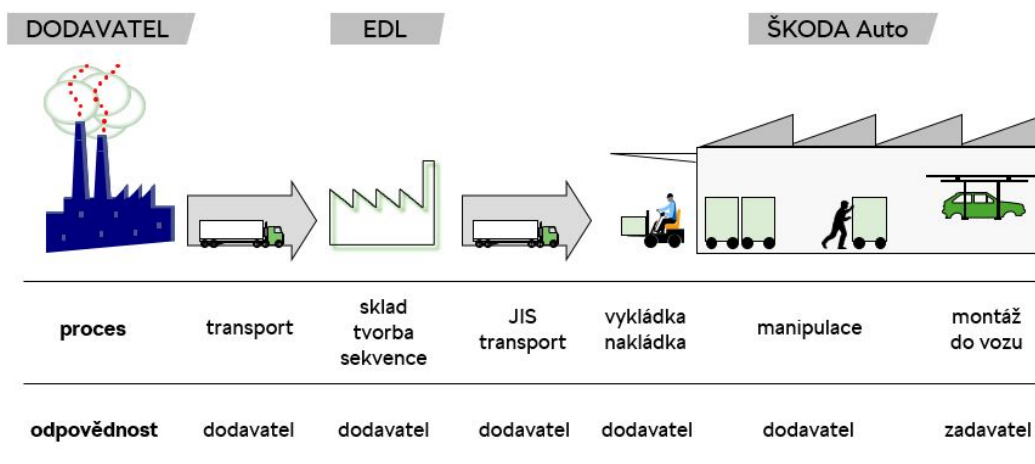 DODAVATEL EDL ŠKODA Auto
proces transport sklad tvorba sekvence JIS transport vykládka nakládka manipulace montáž do vozu
odpovědnost dodavatel dodavatel dodavatel dodavatel dodavatel zadavatel